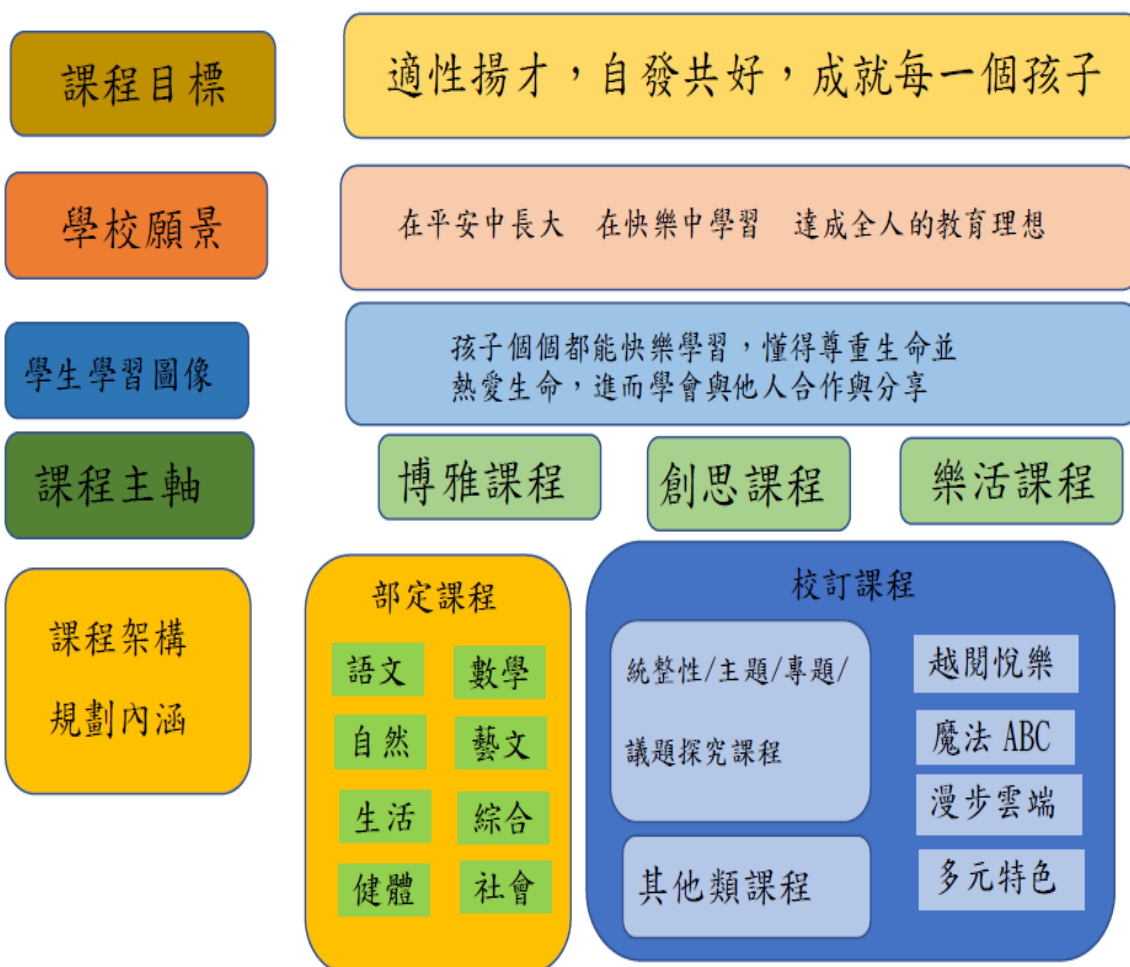 課程目標
適性揚才，自發共好，成就每一個孩子
學校願景
在平安中長大 在快樂中學習 達成全人的教育理想
學生學習圖像
孩子個個都能快樂學習，懂得尊重生命並
熱愛生命，進而學會與他人合作與分享
課程主軸
博雅課程
創思課程
樂活課程
課程架構
規劃內涵
部定課程
語文
數學
自然
藝文
生活
綜合
健體
社會
校訂課程
統整性/主題/專題/
議題探究課程
其他類課程
越閱悅樂
魔法 ABC
漫步雲端
多元特色